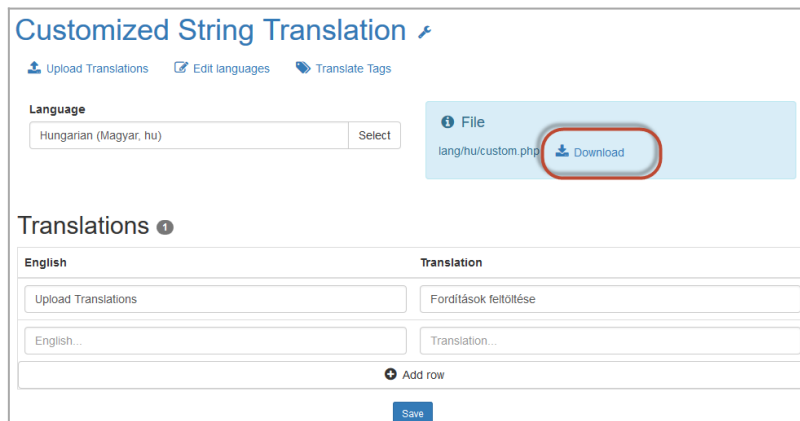 Customized String Translation
Upload Translations Edit languages Translate Tags
Language
Hungarian (Magyar, hu) Select
File
lang/hu/custom.php Download
Translations 1
English Translation
Upload Translations Fordítások feltöltése
English... Translation...
Add row
Save